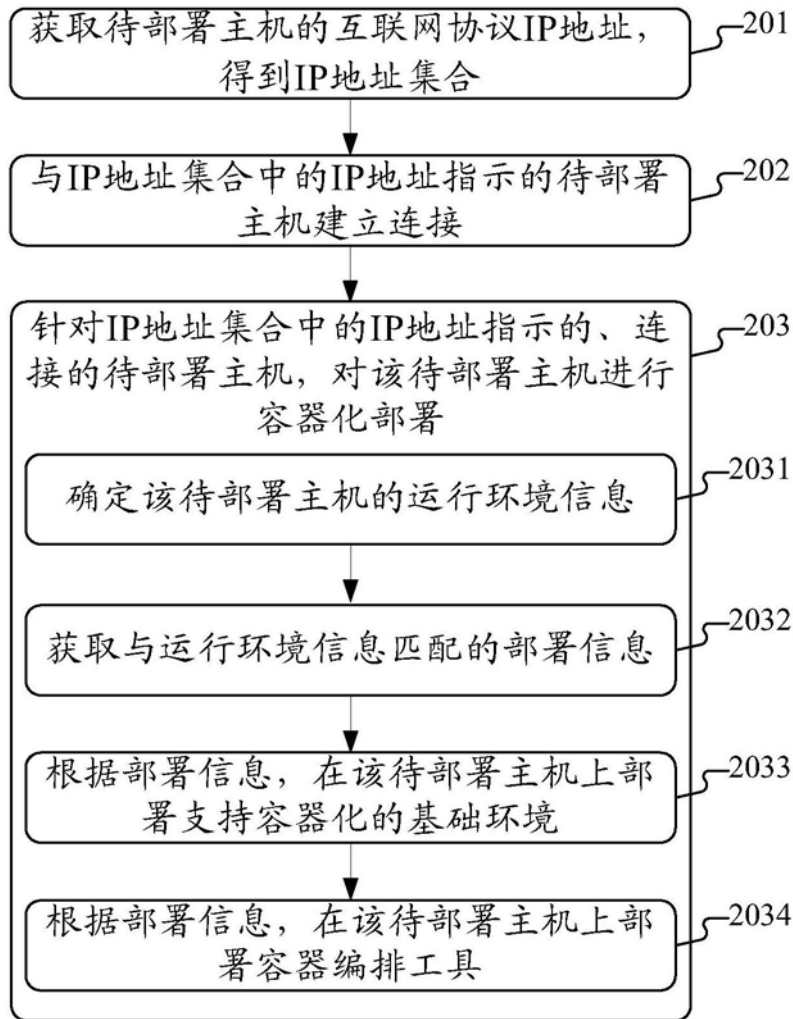 获取待部署主机的互联网协议IP地址，
得到IP地址集合
201
与IP地址集合中的IP地址指示的待部署
主机建立连接
202
针对IP地址集合中的IP地址指示的、连
接的待部署主机，对该待部署主机进行
容器化部署
203
确定该待部署主机的运行环境信息
2031
获取与运行环境信息匹配的部署信息
2032
根据部署信息，在该待部署主机上部
署支持容器化的基础环境
2033
根据部署信息，在该待部署主机上部
署容器编排工具
2034